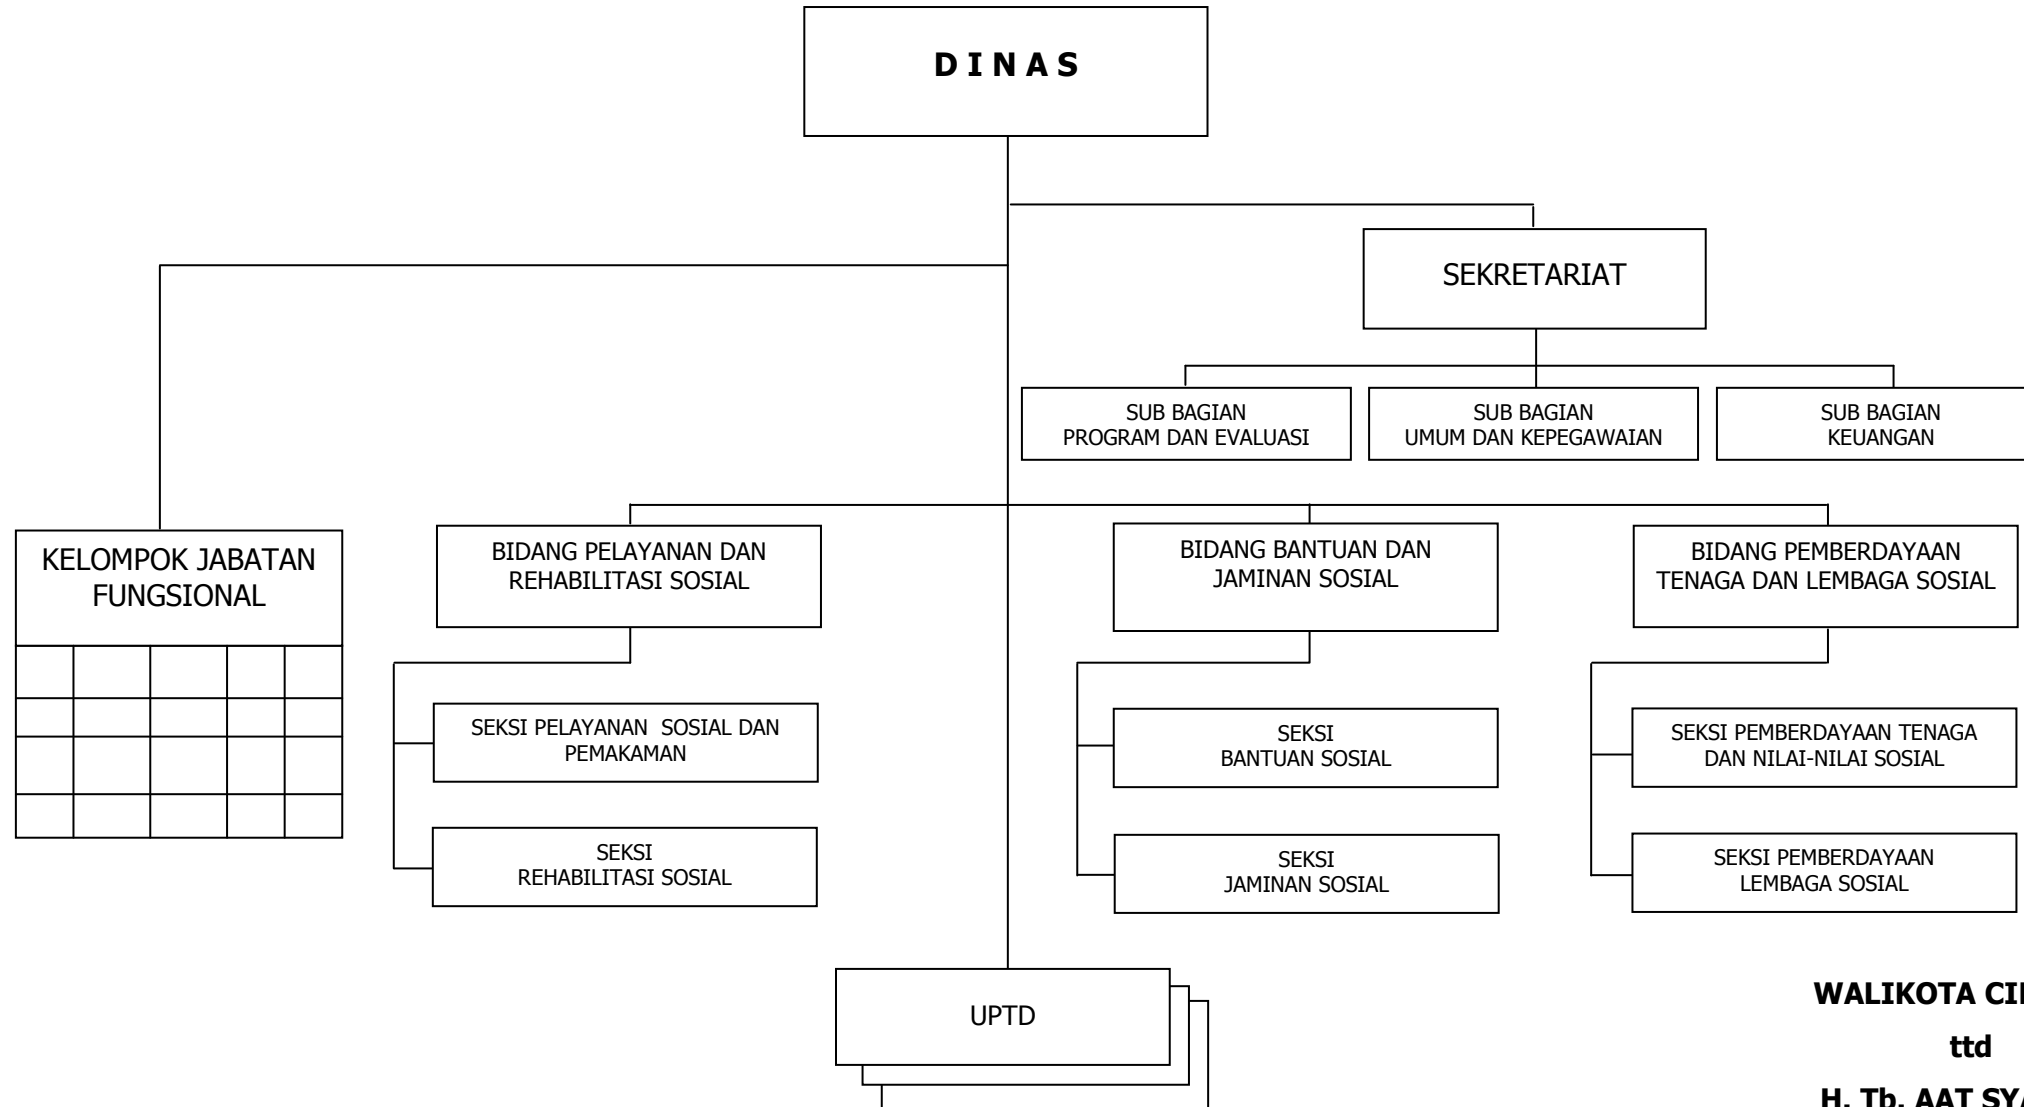 D I N A S
SEKRETARIAT
SUB BAGIAN
PROGRAM DAN EVALUASI
SUB BAGIAN
UMUM DAN KEPEGAWAIAN
SUB BAGIAN
KEUANGAN
KELOMPOK JABATAN
FUNGSIONAL
BIDANG PELAYANAN DAN
REHABILITASI SOSIAL
BIDANG BANTUAN DAN
JAMINAN SOSIAL
BIDANG PEMBERDAYAAN
TENAGA DAN LEMBAGA SOSIAL
SEKSI PELAYANAN SOSIAL DAN
PEMAKAMAN
SEKSI
BANTUAN SOSIAL
SEKSI PEMBERDAYAAN TENAGA
DAN NILAI-NILAI SOSIAL
SEKSI
REHABILITASI SOSIAL
SEKSI
JAMINAN SOSIAL
SEKSI PEMBERDAYAAN
LEMBAGA SOSIAL
UPTD
WALIKOTA
ttd
H. Tb. AAT